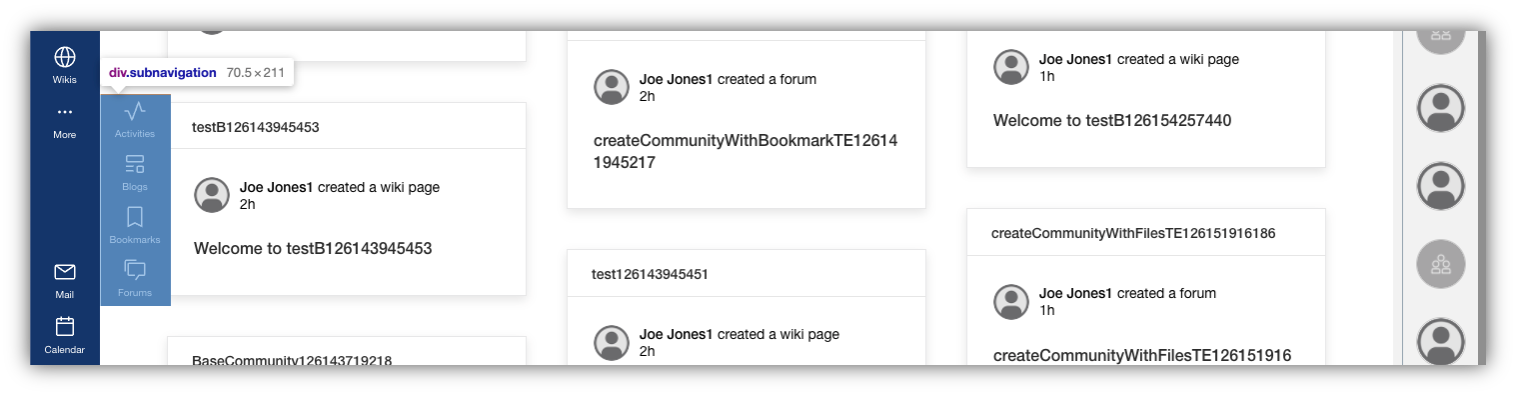 Wikis
More
Mail
Calendar
div.subnavigation 70.5×211
Activities
Blogs
Bookmarks
Forums
testB126143945453
Joe Jones1 created a wiki page
2h
Welcome to testB126143945453
BaseCommunity126143719218
Joe Jones1 created a forum
2h
createCommunityWithBookmarkTE12614
1945217
test126143945451
Joe Jones1 created a wiki page
2h
Joe Jones1 created a wiki page
1h
Welcome to testB126154257440
createCommunityWithFilesTE126151916186
Joe Jones1 created a forum
1h
createCommunityWithFilesTE126151916